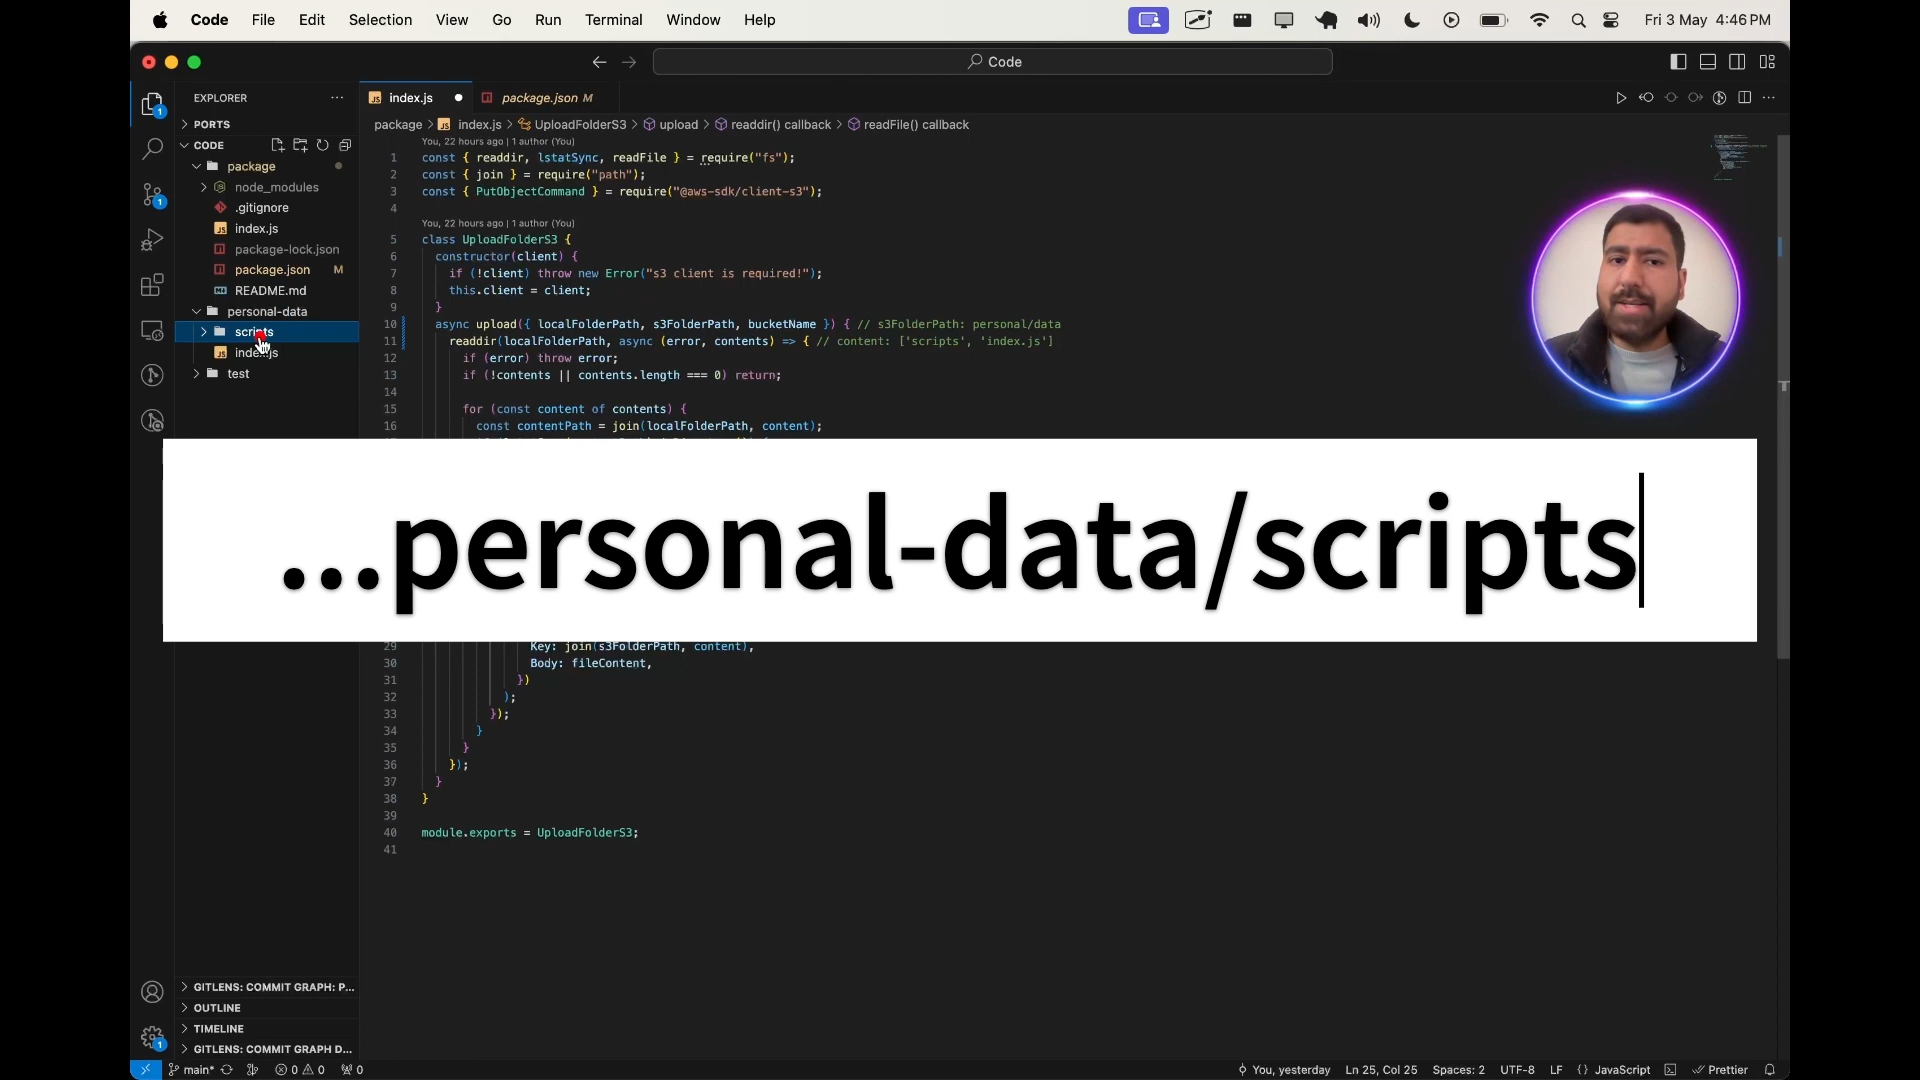 Code File Edit Selection View Go Run Terminal Window Help
Fri 3 May 4:46 PM
Code
EXPLORER
PORTS
CODE
package
node_modules
.gitignore
index.js
package-lock.json
package.json M
README.md
personal-data
scripts
index.js
test
GITLENS: COMMIT GRAPH: P...
OUTLINE
TIMELINE
GITLENS: COMMIT GRAPH D...
index.js
package.json M
package > index.js > UploadFolderS3 > upload > readdir() callback > readFile() callback
You, 22 hours ago | 1 author (You)
1 const { readdir, lstatSync, readFile } = require("fs");
2 const { join } = require("path");
3 const { PutObjectCommand } = require("@aws-sdk/client-s3");
4
You, 22 hours ago | 1 author (You)
5 class UploadFolderS3 {
6 constructor(client) {
7 if (!client) throw new Error("s3 client is required!");
8 this.client = client;
9 }
10 async upload({ localFolderPath, s3FolderPath, bucketName }) { // s3FolderPath: personal/data
11 readdir(localFolderPath, async (error, contents) => { // content: ['scripts', 'index.js']
12 if (error) throw error;
13 if (!contents || contents.length === 0) return;
14
15 for (const content of contents) {
16 const contentPath = join(localFolderPath, content);
...personal-data/scripts
29 Key: join(s3FolderPath, content),
30 Body: fileContent,
31 })
32 );
33 });
34 }
35 }
36 });
37 }
38 }
39
40 module.exports = UploadFolderS3;
41
main* 0 0 0
You, yesterday Ln 25, Col 25 Spaces: 2 UTF-8 LF {} JavaScript Prettier